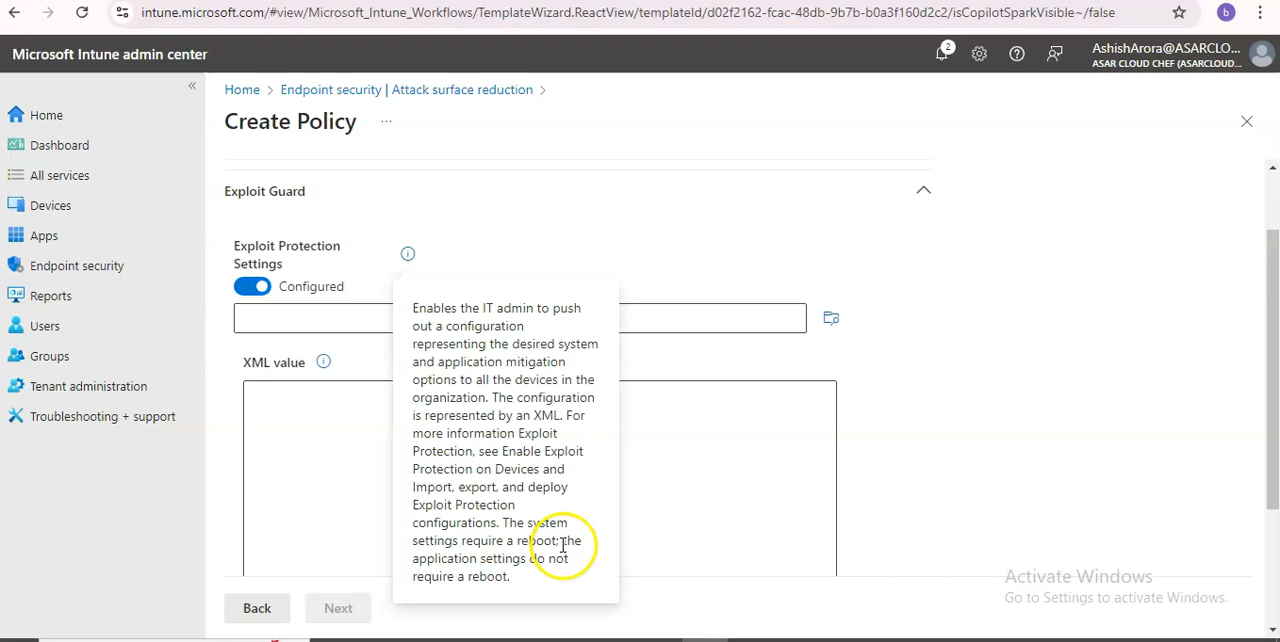 intune.microsoft.com/#view/Microsoft_Intune_Workflows/TemplateWizard.ReactView/templateId/d02f2162-fcac-48db-9b7b-b0a3f160d2c2/isCopilotSparkVisible~/false
b
Microsoft Intune admin center
2
AshishArora@ASARCLO...
ASAR CLOUD CHEF (ASARCLOUD...
«
Home
Dashboard
All services
Devices
Apps
Endpoint security
Reports
Users
Groups
Tenant administration
Troubleshooting + support
Home > Endpoint security | Attack surface reduction >
Create Policy ...
Exploit Guard
Exploit Protection
Settings
Configured
XML value
Enables the IT admin to push
out a configuration
representing the desired system
and application mitigation
options to all the devices in the
organization. The configuration
is represented by an XML. For
more information Exploit
Protection, see Enable Exploit
Protection on Devices and
Import, export, and deploy
Exploit Protection
configurations. The system
settings require a reboot; the
application settings do not
require a reboot.
Back
Next
Activate Windows
Go to Settings to activate Windows.